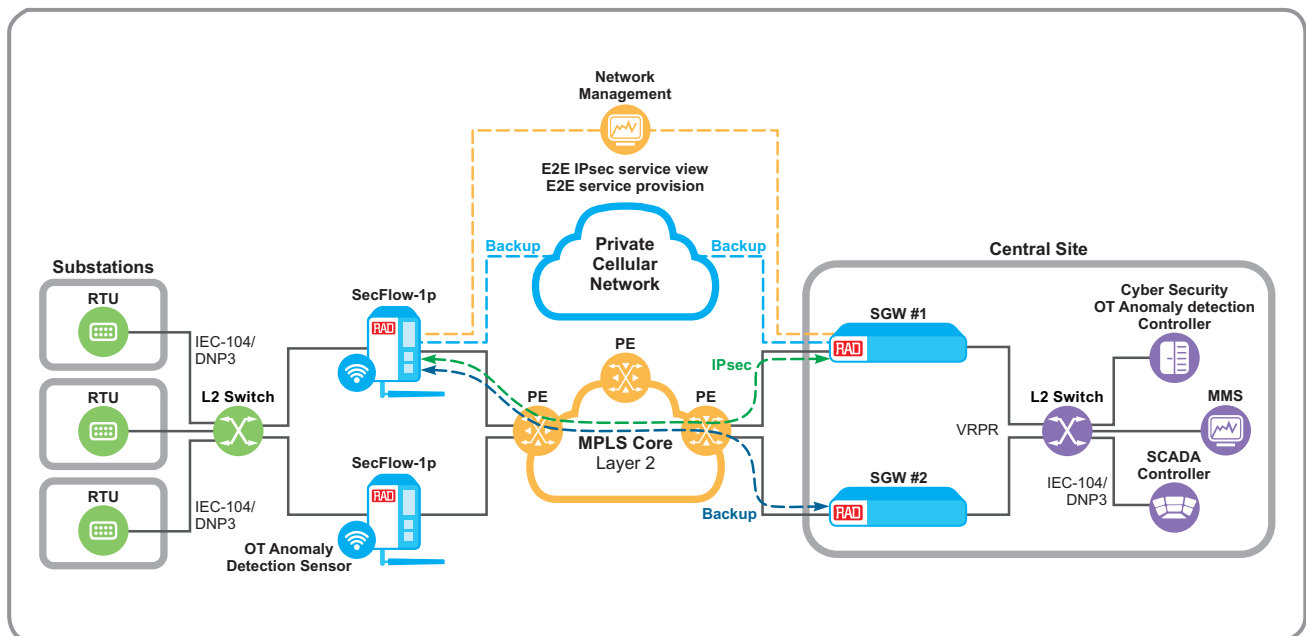 Network
Management
E2E IPsec service view
E2E service provision
Backup
Private
Cellular
Network
Backup
Central Site
Substations
RTU
IEC-104/
DNP3
RTU
RTU
IEC-104/
DNP3
L2 Switch
SecFlow-1p
RAD
SecFlow-1p
RAD
OT Anomaly
Detection Sensor
PE
PE
PE
MPLS Core
Layer 2
IPsec
Backup
SGW #1
RAD
SGW #2
RAD
VRPR
L2 Switch
IEC-104/
DNP3
Cyber Security
OT Anomaly detection
Controller
MMS
SCADA
Controller